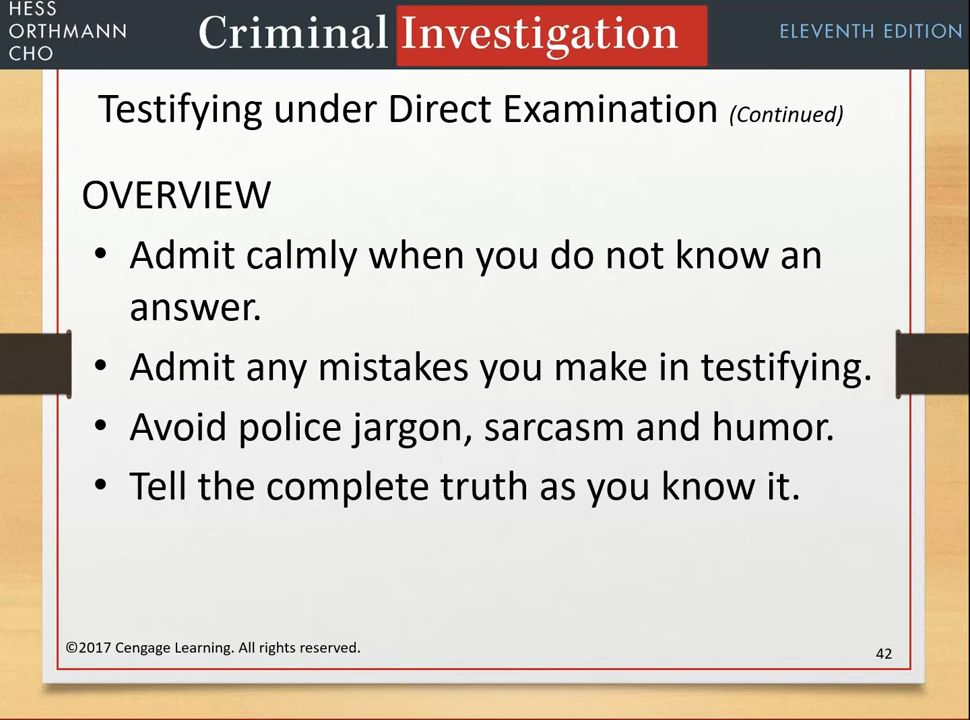 HESS
ORTHMANN
CHO
Criminal Investigation
ELEVENTH EDITION
Testifying under Direct Examination (Continued)
OVERVIEW
• Admit calmly when you do not know an
answer.
• Admit any mistakes you make in testifying.
• Avoid police jargon, sarcasm and humor.
• Tell the complete truth as you know it.
©2017 Cengage Learning. All rights reserved.
42